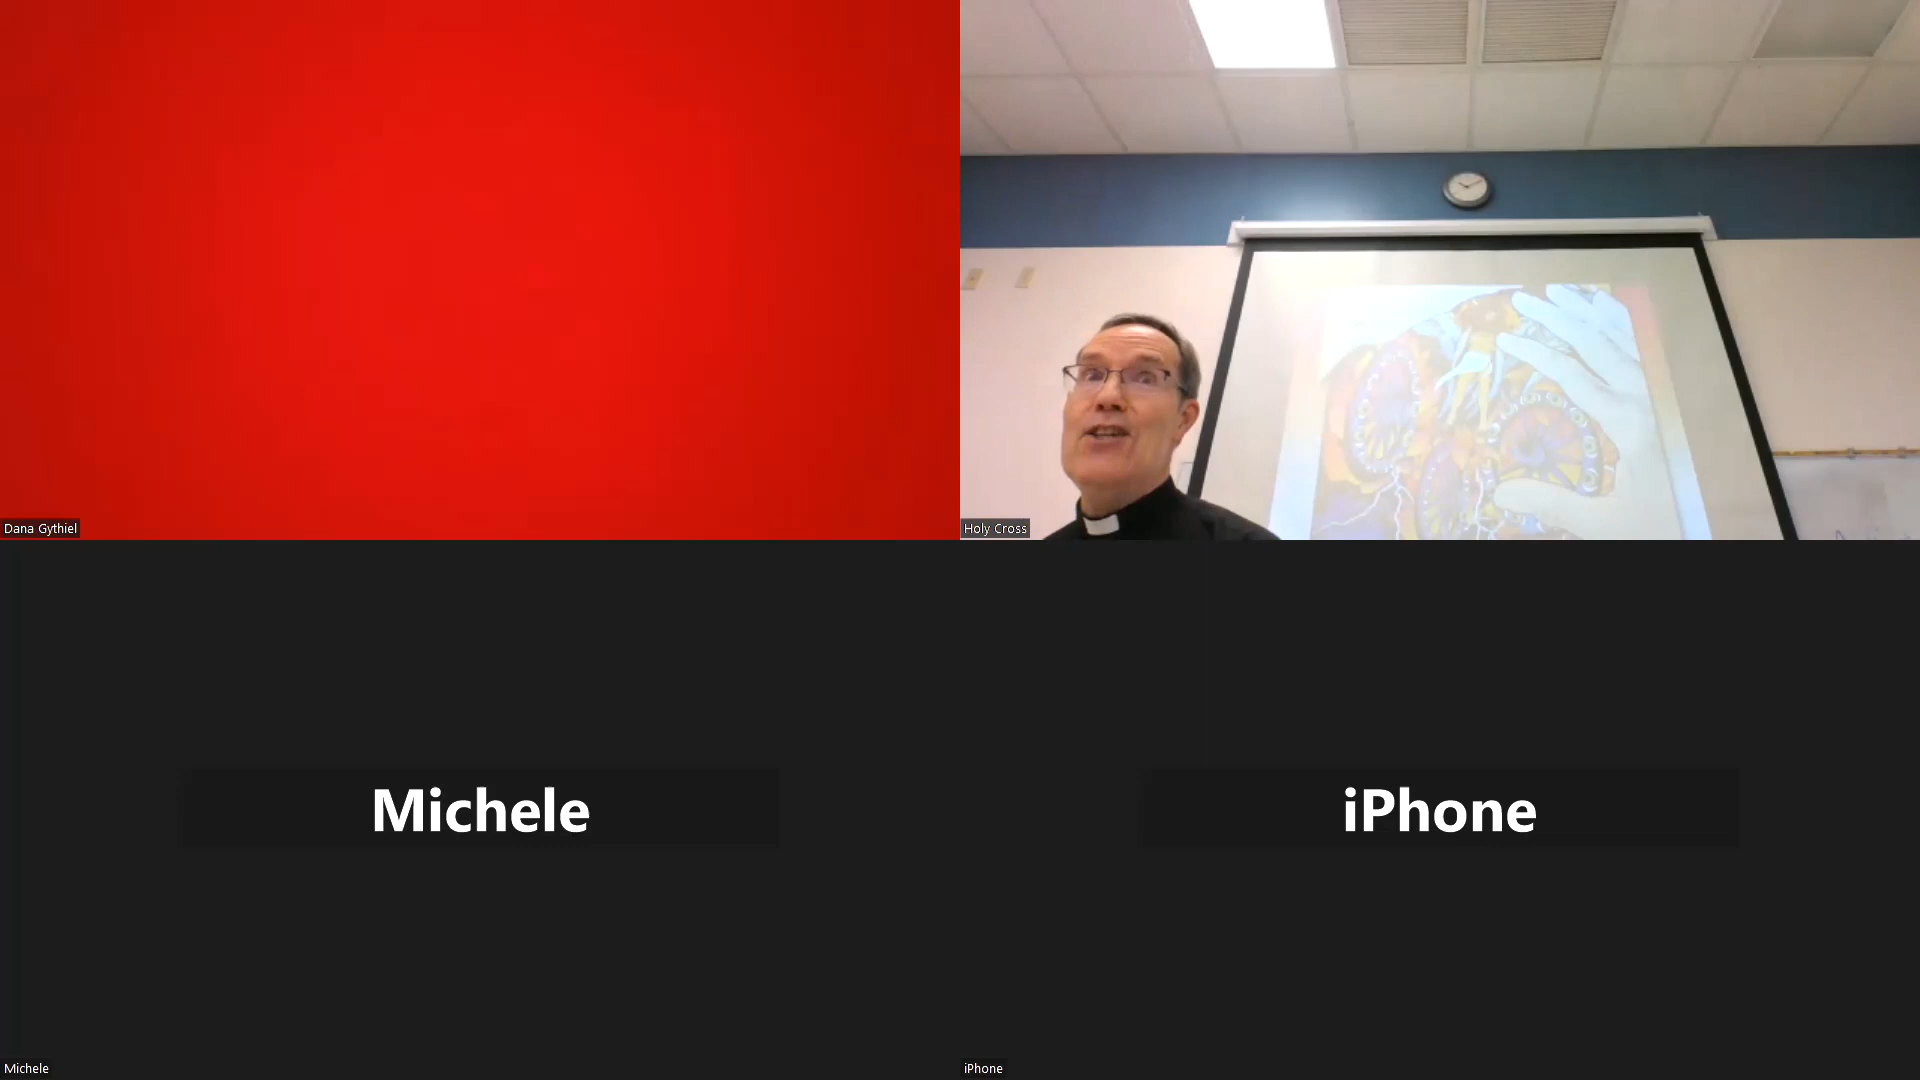 Dana Gythiel
Holy Cross
Michele
iPhone
Michele
iPhone